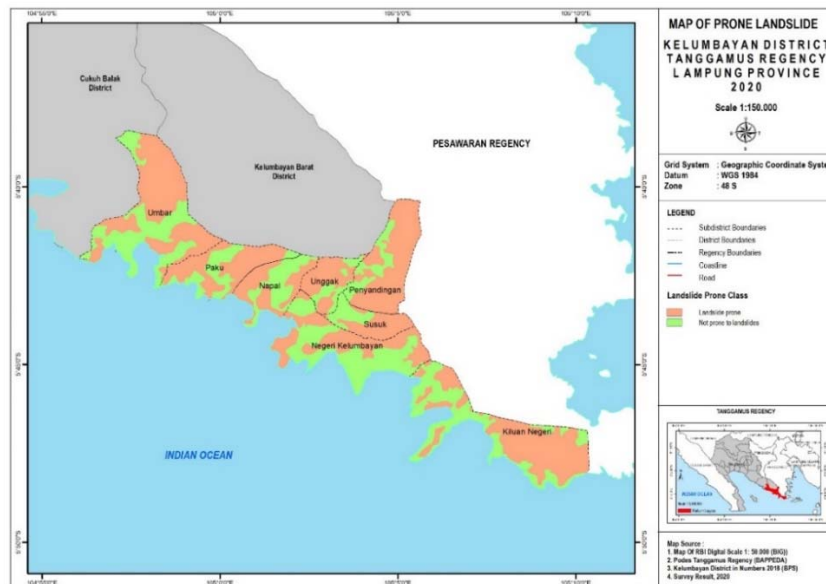 MAP OF PRONE LANDSLIDE
KELUMBAYAN DISTRICT
TANGGAMUS REGENCY
LAMPUNG PROVINCE
2020
Scale 1:150.000
Grid System : Geographic Coordinate Syste
Datum : WGS 1984
Zone : 48 S
LEGEND
Subdistrict Boundaries
District Boundaries
Regency Boundaries
Coastline
Road
Landslide Prone Class
Landslide prone
Not prone to landslides
TANGGAMUS REGENCY
INDIAN OCEAN
Map Source :
1. Map Of RBI Digital Scale 1: 50.000 (BIG))
2. Podes Tanggamus Regency (BAPPEDA)
3. Kelumbayan District in Numbers 2018 (BPS)
4. Survey Result, 2020
Cukuh Balak
District
Kelumbayan Barat
District
PESAWARAN REGENCY
Umbar
Paku
Napal
Unggak
Penyandingan
Susuk
Negeri Kelumbayan
Kiluan Negeri
INDIAN OCEAN